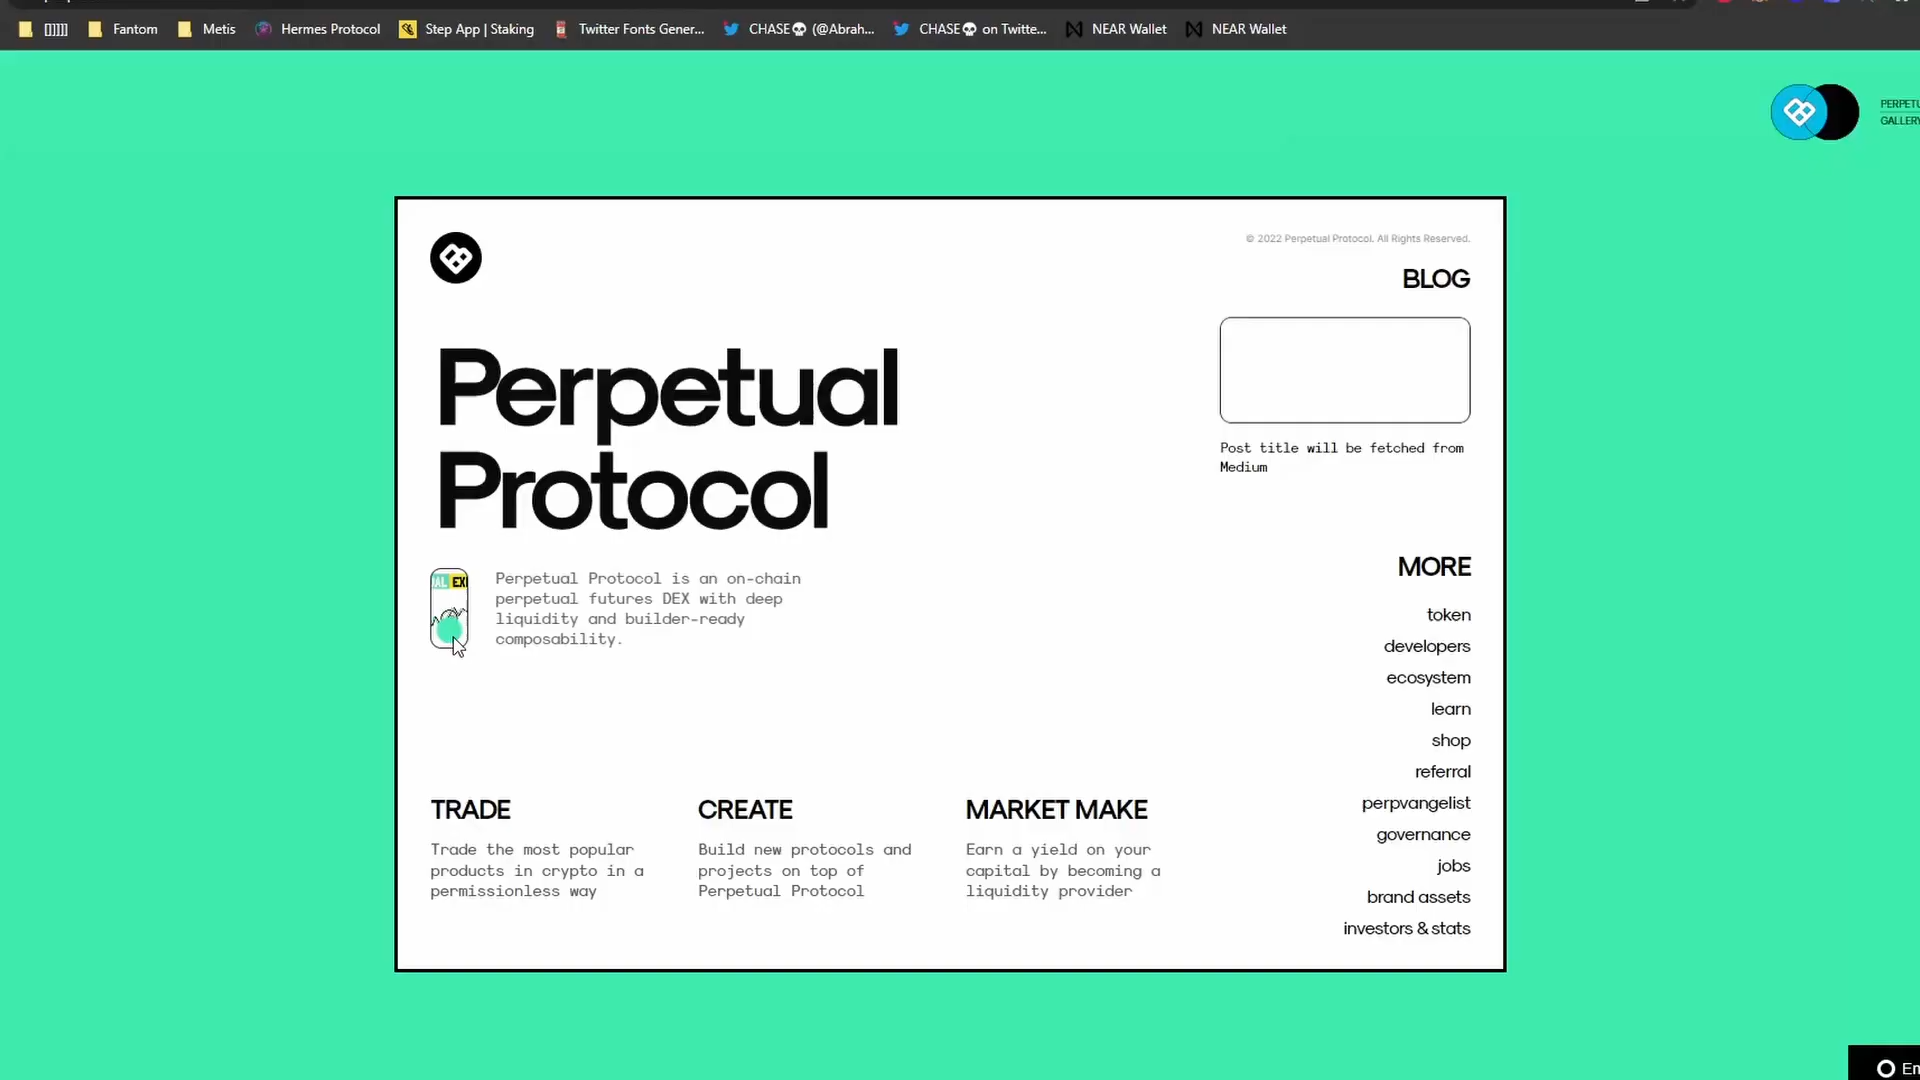 Fantom
Metis
Hermes Protocol
Step App | Staking
Twitter Fonts Gener...
CHASE💀 (@Abrah...
CHASE💀 on Twitte...
NEAR Wallet
NEAR Wallet
PERPETU
GALLERY
© 2022 Perpetual Protocol. All Rights Reserved.
BLOG
Post title will be fetched from
Medium
Perpetual
Protocol
AL EX
Perpetual Protocol is an on-chain
perpetual futures DEX with deep
liquidity and builder-ready
composability.
MORE
token
developers
ecosystem
learn
shop
referral
perpvangelist
governance
jobs
brand assets
investors & stats
TRADE
Trade the most popular
products in crypto in a
permissionless way
CREATE
Build new protocols and
projects on top of
Perpetual Protocol
MARKET MAKE
Earn a yield on your
capital by becoming a
liquidity provider